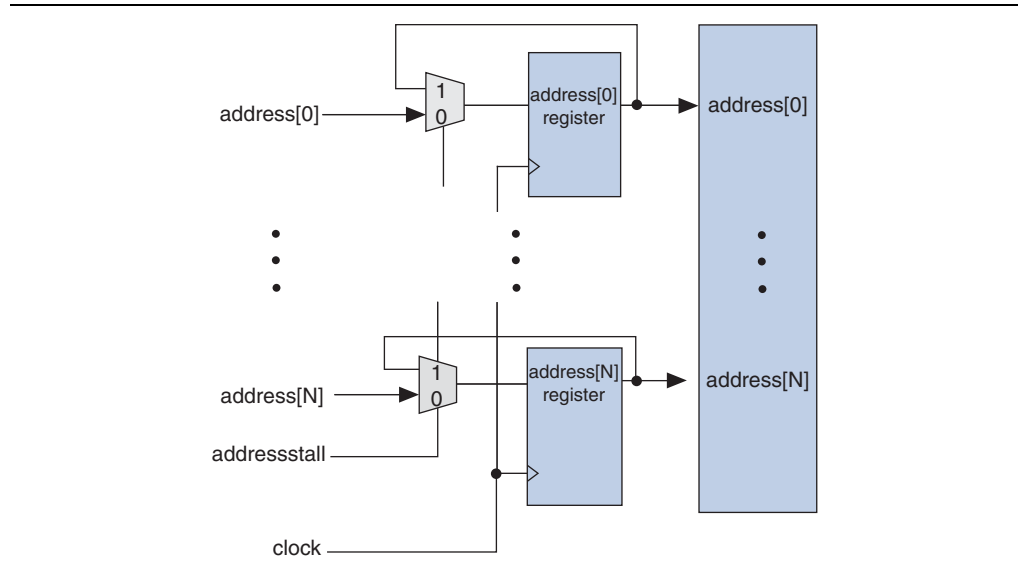 1
0
address[0]
address[0]
register
address[0]
1
0
address[N]
address[N]
register
address[N]
addressstall
clock